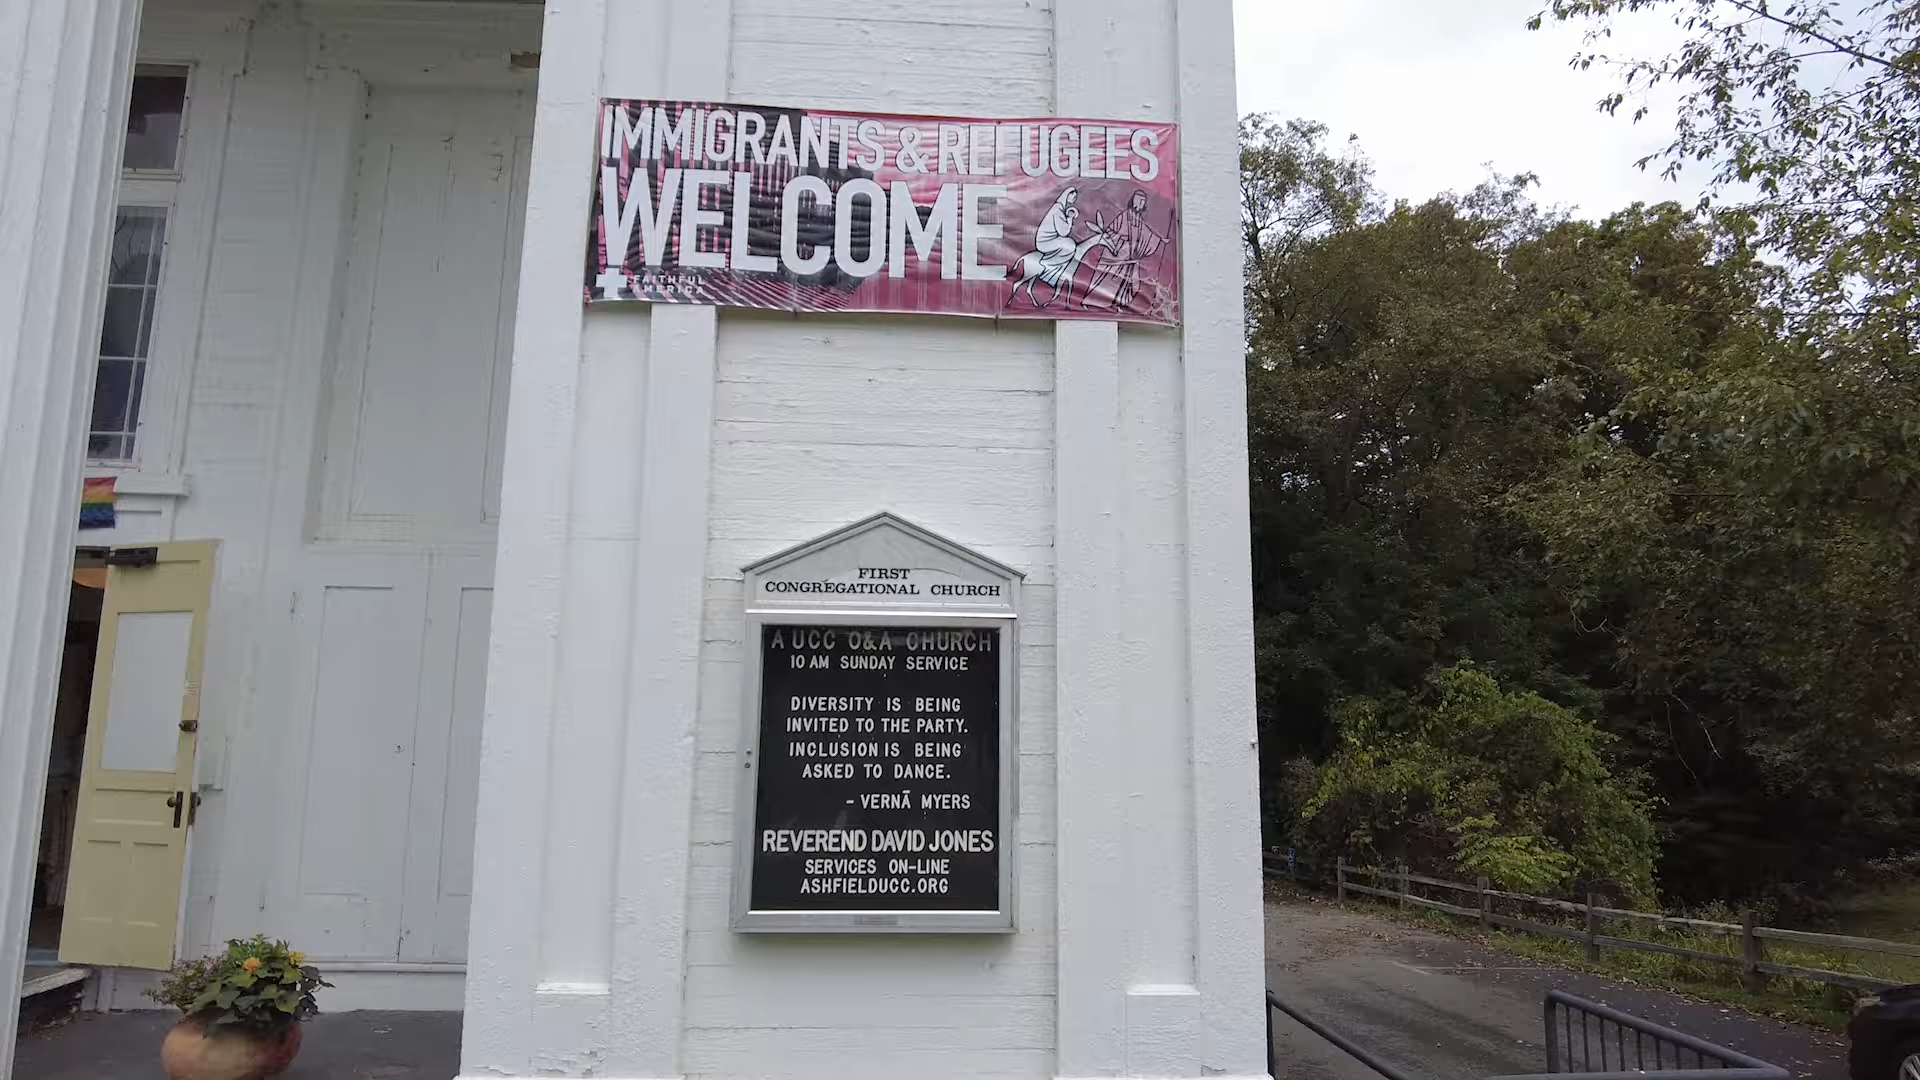 IMMIGRANTS & REFUGEES
WELCOME
FAITHFUL
AMERICA
FIRST
CONGREGATIONAL CHURCH
A UCC O&A CHURCH
10 AM SUNDAY SERVICE
DIVERSITY IS BEING
INVITED TO THE PARTY.
INCLUSION IS BEING
ASKED TO DANCE.
- VERNĀ MYERS
REVEREND DAVID JONES
SERVICES ON-LINE
ASHFIELDUCC.ORG